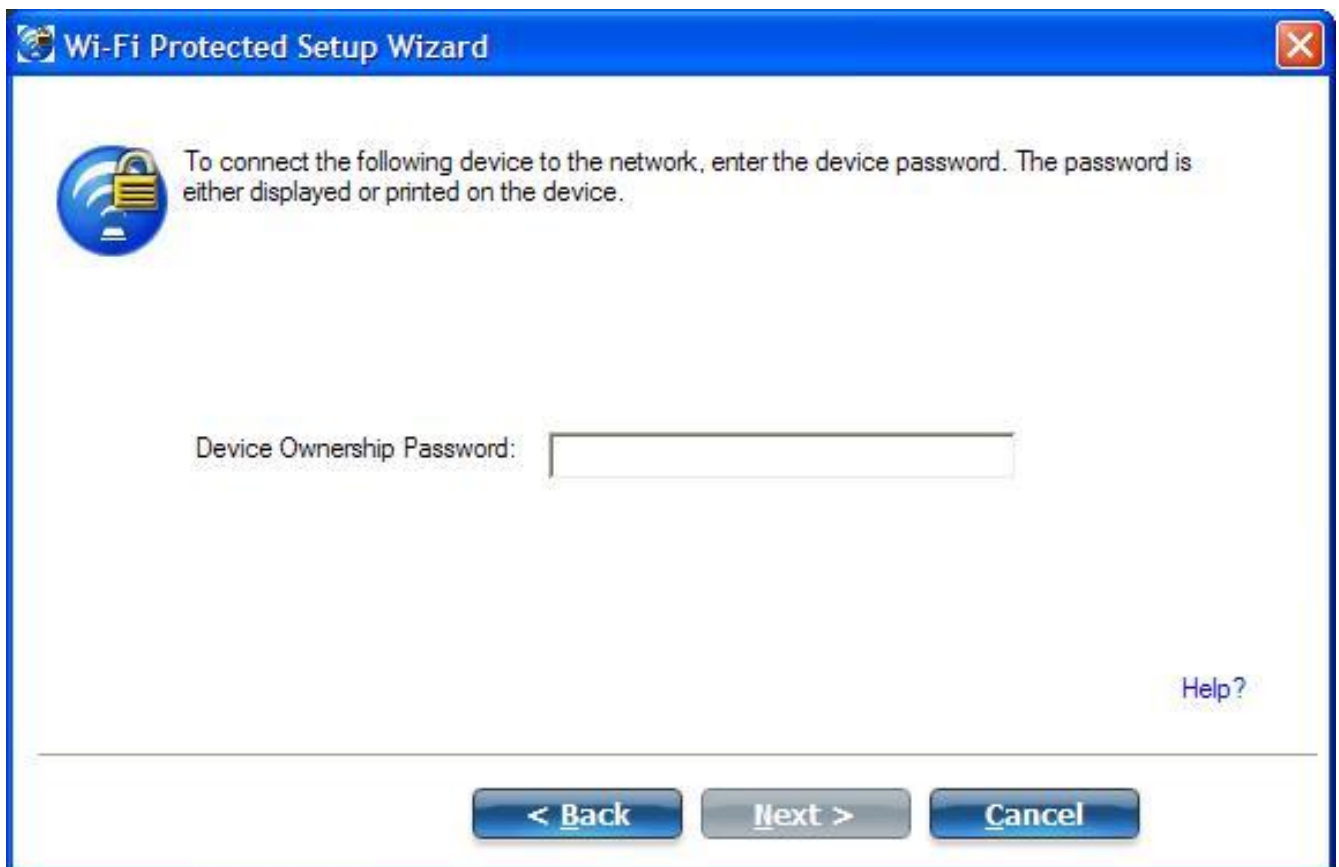 Wi-Fi Protected Setup Wizard
To connect the following device to the network, enter the device password. The password is
either displayed or printed on the device.
Device Ownership Password:
Help?
< Back
Next >
Cancel